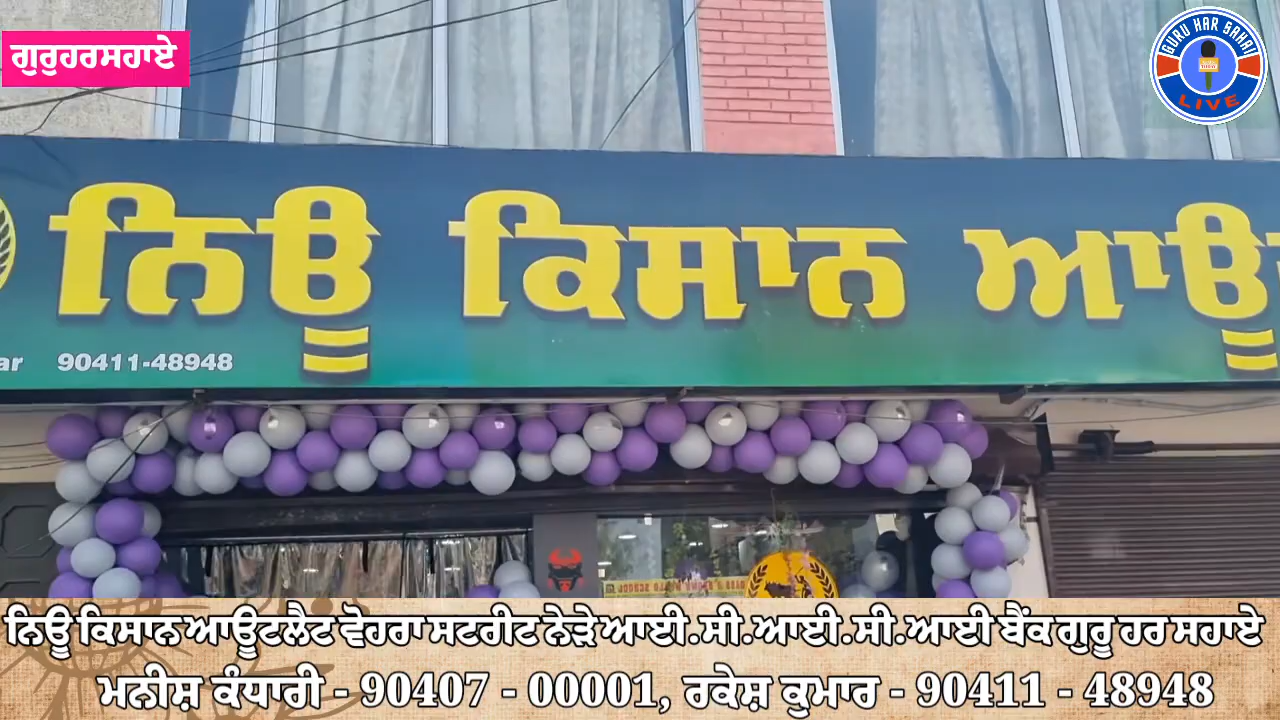 ਗੁਰੂਹਰਸਹਾਏ
GURU HAR SAHAI
LIVE
ਨਿਊ ਕਿਸਾਨ ਆਊ
ar 90411-48948
ਨਿਊ ਕਿਸਾਨ ਆਊਟਲੈਟ ਵੋਹਰਾ ਸਟਰੀਟ ਨੇੜੇ ਆਈ.ਸੀ.ਆਈ.ਸੀ.ਆਈ ਬੈਂਕ ਗੁਰੂ ਹਰ ਸਹਾਏ
ਮਨੀਸ਼ ਕੰਧਾਰੀ - 90407 - 00001, ਰਕੇਸ਼ ਕੁਮਾਰ - 90411 - 48948